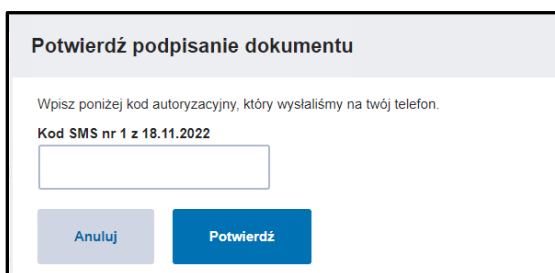 Potwierdź podpisanie dokumentu
Wpisz poniżej kod autoryzacyjny, który wysłaliśmy na twój telefon.
Kod SMS nr 1 z 18.11.2022
Anuluj
Potwierdź